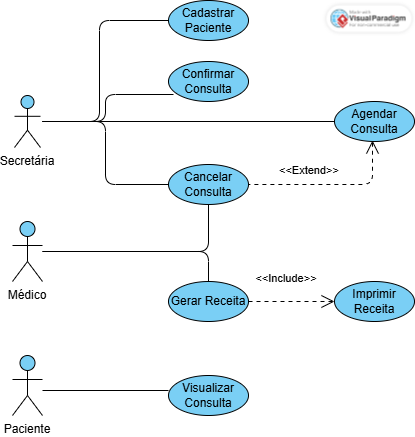 Cadastrar
Paciente
Made with
Visual Paradigm
For non-commercial use
Confirmar
Consulta
Secretária
Agendar
Consulta
Cancelar
Consulta
<<Extend>>
Médico
<<Include>>
Gerar Receita
Imprimir
Receita
Visualizar
Consulta
Paciente